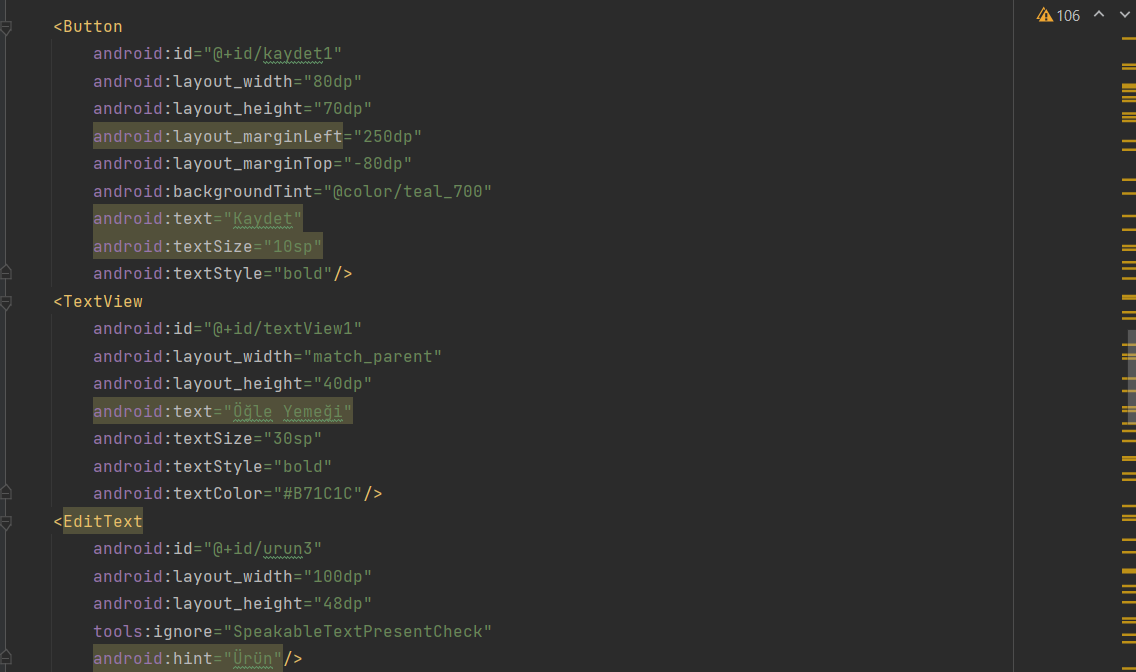 106
<Button
android:id="@+id/kaydet1"
android:layout_width="80dp"
android:layout_height="70dp"
android:layout_marginLeft="250dp"
android:layout_marginTop="-80dp"
android:backgroundTint="@color/teal_700"
android:text="Kaydet"
android:textSize="10sp"
android:textStyle="bold"/>
<TextView
android:id="@+id/textView1"
android:layout_width="match_parent"
android:layout_height="40dp"
android:text="Öğle Yemeği"
android:textSize="30sp"
android:textStyle="bold"
android:textColor="#B71C1C"/>
<EditText
android:id="@+id/urun3"
android:layout_width="100dp"
android:layout_height="48dp"
tools:ignore="SpeakableTextPresentCheck"
android:hint="Ürün"/>